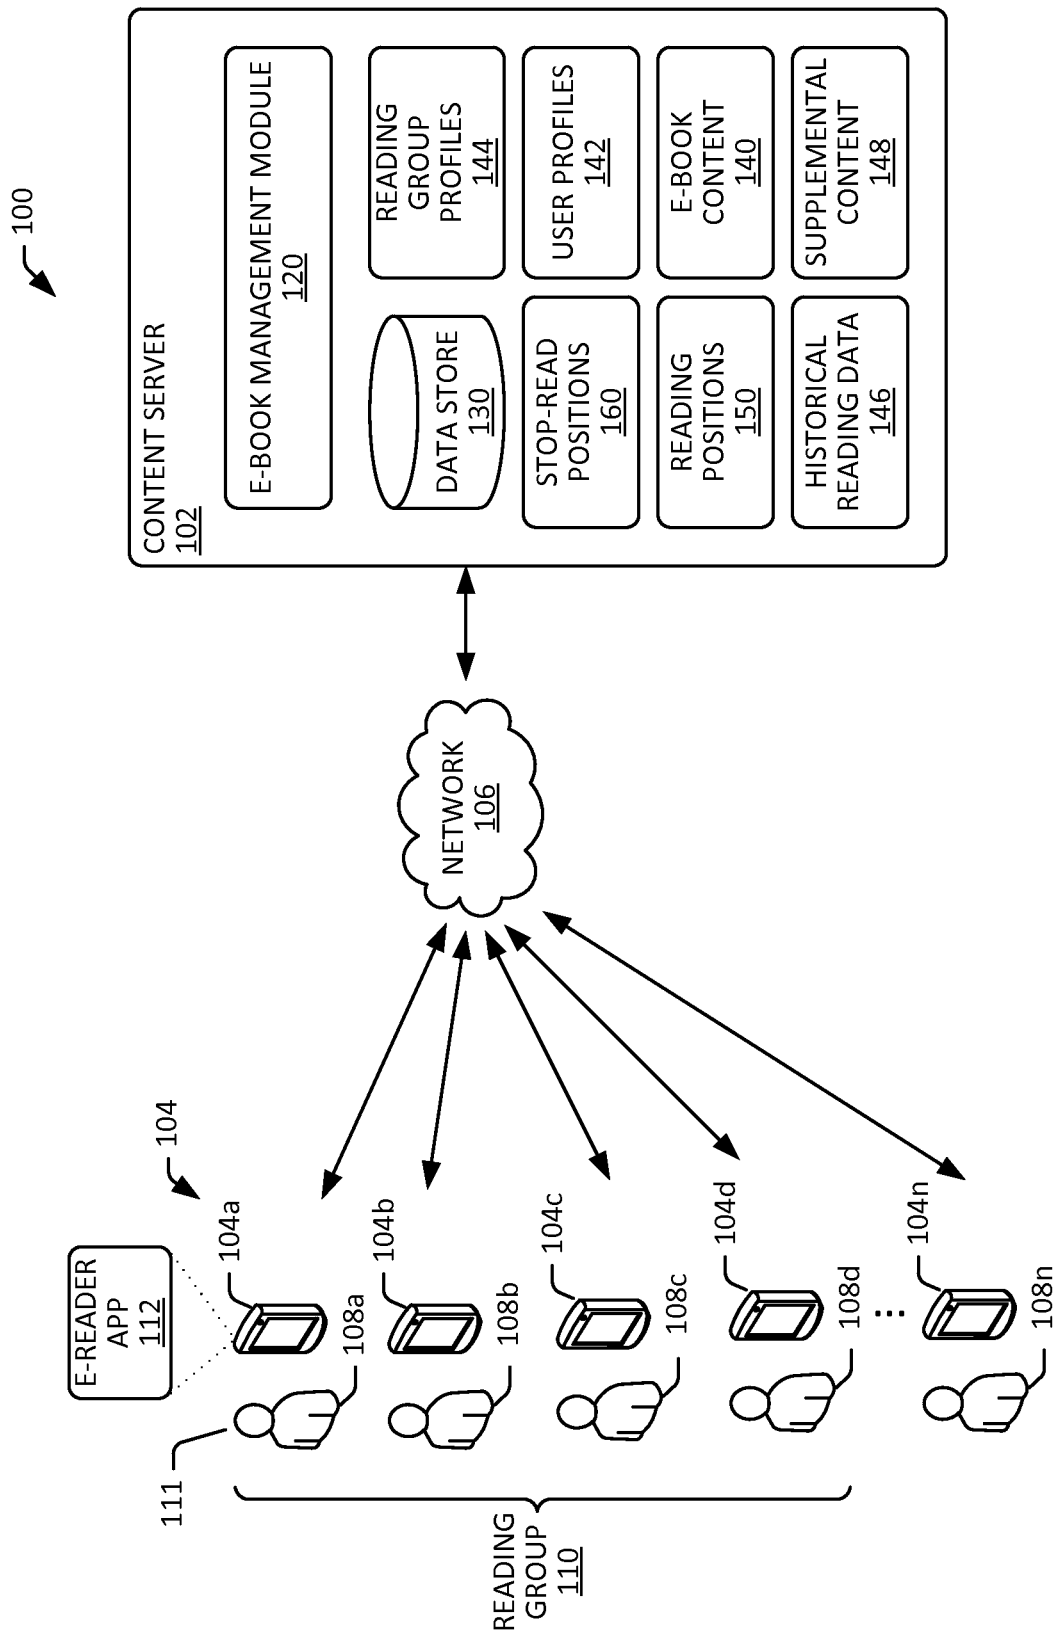 100
CONTENT SERVER
102
E-BOOK MANAGEMENT MODULE
120
DATA STORE
130
READING
GROUP
PROFILES
144
STOP-READ
POSITIONS
160
USER PROFILES
142
READING
POSITIONS
150
E-BOOK
CONTENT
140
HISTORICAL
READING DATA
146
SUPPLEMENTAL
CONTENT
148
NETWORK
106
104
E-READER
APP
112
104a
104b
104c
104d
104n
111
108a
108b
108c
108d
...
108n
READING
GROUP
110